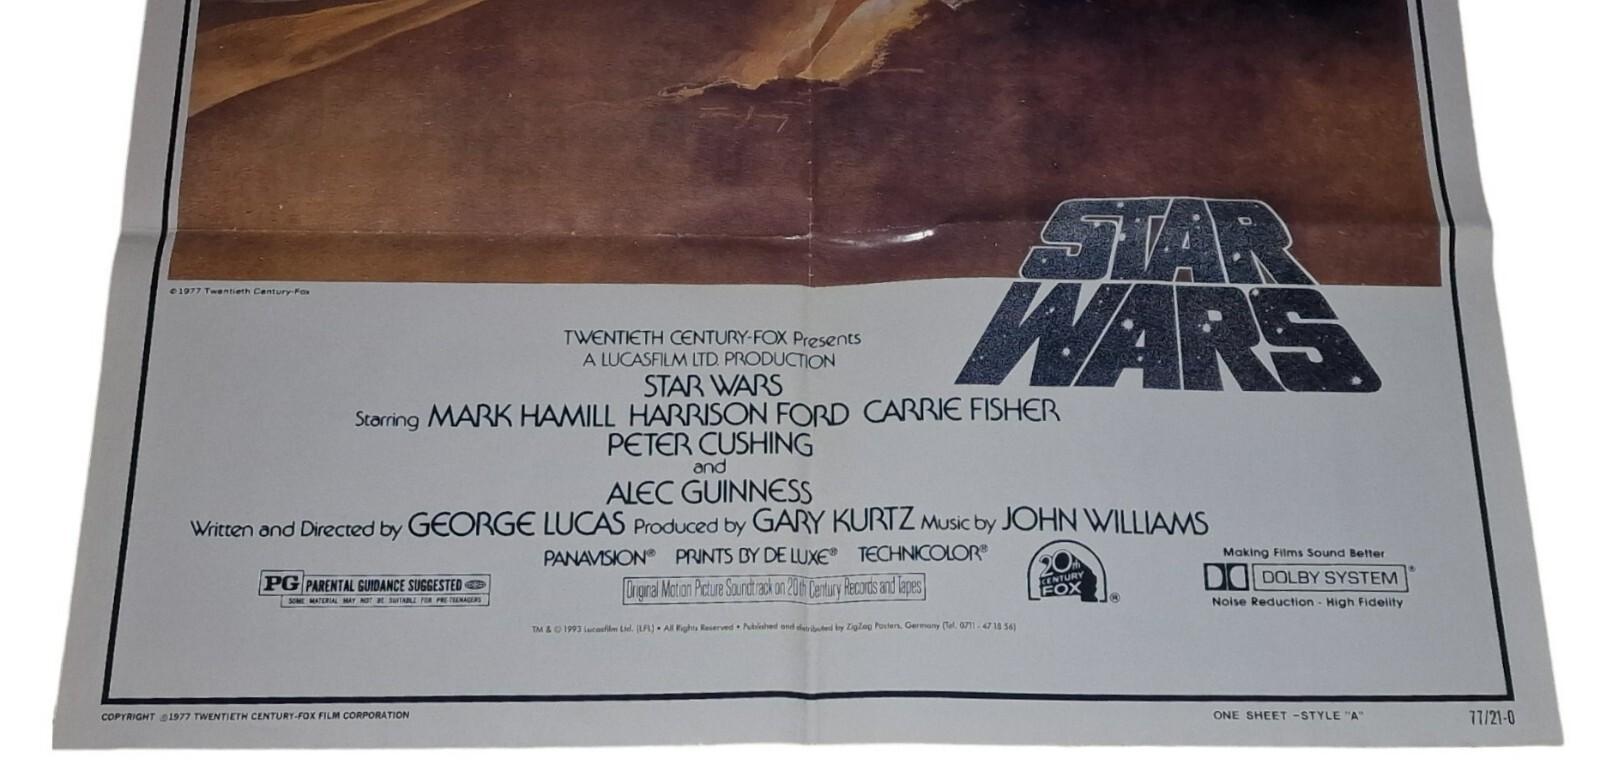 STAR
WARS
©1977 Twentieth Century-Fox
TWENTIETH CENTURY-FOX Presents
A LUCASFILM LTD. PRODUCTION
STAR WARS
Starring MARK HAMILL HARRISON FORD CARRIE FISHER
PETER CUSHING
and
ALEC GUINNESS
Written and Directed by GEORGE LUCAS Produced by GARY KURTZ Music by JOHN WILLIAMS
PANAVISION® PRINTS BY DE LUXE® TECHNICOLOR®
PG PARENTAL GUIDANCE SUGGESTED
SOME MATERIAL MAY NOT BE SUITABLE FOR PRE-TEENAGERS
Original Motion Picture Soundtrack on 20th Century Records and Tapes
20th
CENTURY
FOX ®
Making Films Sound Better
DOLBY SYSTEM ®
Noise Reduction - High Fidelity
TM & © 1993 Lucasfilm Ltd. (LFL) • All Rights Reserved • Published and distributed by ZigZag Posters, Germany (Tel. 0711 - 47 18 56)
COPYRIGHT ©1977 TWENTIETH CENTURY-FOX FILM CORPORATION
ONE SHEET -STYLE "A"
77/21-0